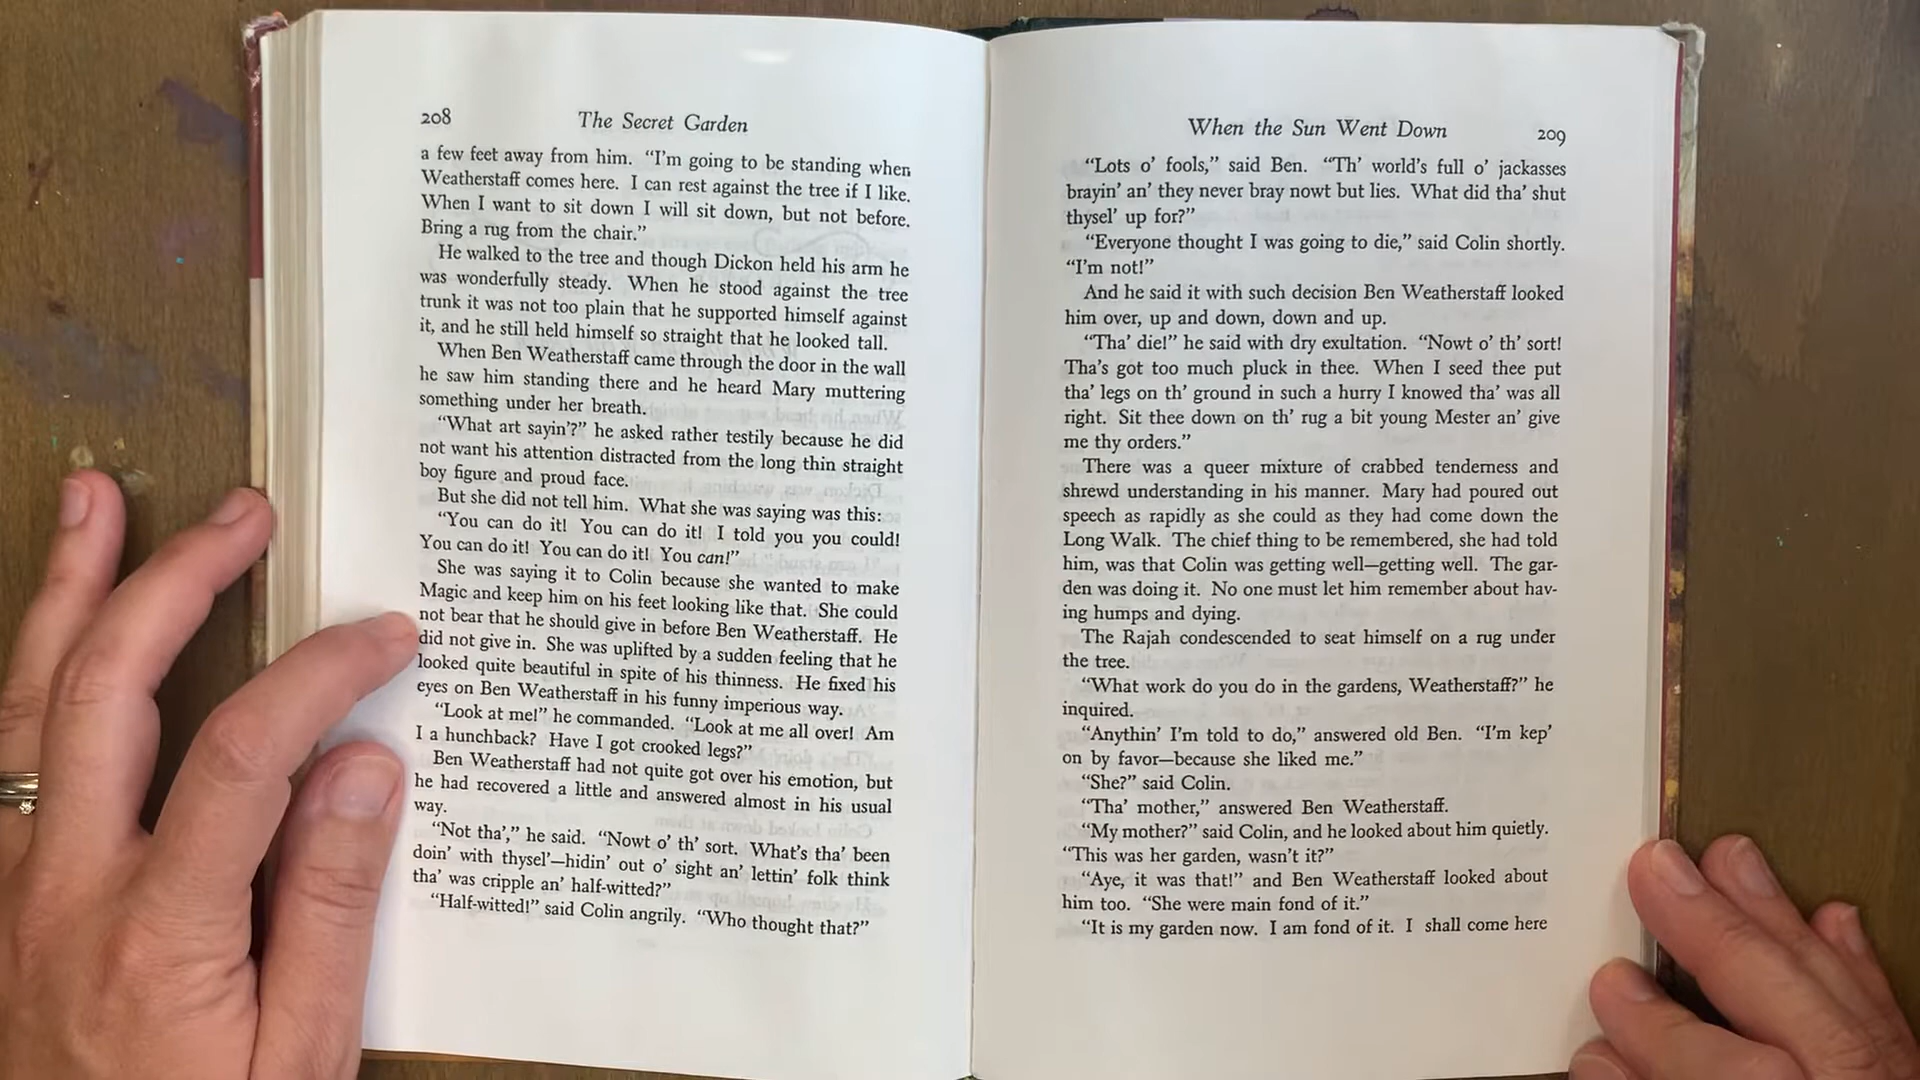 208
The Secret Garden
a few feet away from him. “I’m going to be standing when
Weatherstaff comes here. I can rest against the tree if I like.
When I want to sit down I will sit down, but not before.
Bring a rug from the chair.”
He walked to the tree and though Dickon held his arm he
was wonderfully steady. When he stood against the tree
trunk it was not too plain that he supported himself against
it, and he still held himself so straight that he looked tall.
When Ben Weatherstaff came through the door in the wall
he saw him standing there and he heard Mary muttering
something under her breath.
“What art sayin’?” he asked rather testily because he did
not want his attention distracted from the long thin straight
boy figure and proud face.
But she did not tell him. What she was saying was this:
“You can do it! You can do it! I told you you could!
You can do it! You can do it! You can!”
She was saying it to Colin because she wanted to make
Magic and keep him on his feet looking like that. She could
not bear that he should give in before Ben Weatherstaff. He
did not give in. She was uplifted by a sudden feeling that he
looked quite beautiful in spite of his thinness. He fixed his
eyes on Ben Weatherstaff in his funny imperious way.
“Look at me!” he commanded. “Look at me all over! Am
I a hunchback? Have I got crooked legs?”
Ben Weatherstaff had not quite got over his emotion, but
he had recovered a little and answered almost in his usual
way.
“Not tha’,” he said. “Nowt o’ th’ sort. What’s tha’ been
doin’ with thysel’—hidin’ out o’ sight an’ lettin’ folk think
tha’ was cripple an’ half-witted?”
“Half-witted!” said Colin angrily. “Who thought that?”
When the Sun Went Down
209
“Lots o’ fools,” said Ben. “Th’ world’s full o’ jackasses
brayin’ an’ they never bray nowt but lies. What did tha’ shut
thysel’ up for?”
“Everyone thought I was going to die,” said Colin shortly.
“I’m not!”
And he said it with such decision Ben Weatherstaff looked
him over, up and down, down and up.
“Tha’ die!” he said with dry exultation. “Nowt o’ th’ sort!
Tha’s got too much pluck in thee. When I seed thee put
tha’ legs on th’ ground in such a hurry I knowed tha’ was all
right. Sit thee down on th’ rug a bit young Mester an’ give
me thy orders.”
There was a queer mixture of crabbed tenderness and
shrewd understanding in his manner. Mary had poured out
speech as rapidly as she could as they had come down the
Long Walk. The chief thing to be remembered, she had told
him, was that Colin was getting well—getting well. The gar-
den was doing it. No one must let him remember about hav-
ing humps and dying.
The Rajah condescended to seat himself on a rug under
the tree.
“What work do you do in the gardens, Weatherstaff?” he
inquired.
“Anythin’ I’m told to do,” answered old Ben. “I’m kep’
on by favor—because she liked me.”
“She?” said Colin.
“Tha’ mother,” answered Ben Weatherstaff.
“My mother?” said Colin, and he looked about him quietly.
“This was her garden, wasn’t it?”
“Aye, it was that!” and Ben Weatherstaff looked about
him too. “She were main fond of it.”
“It is my garden now. I am fond of it. I shall come here